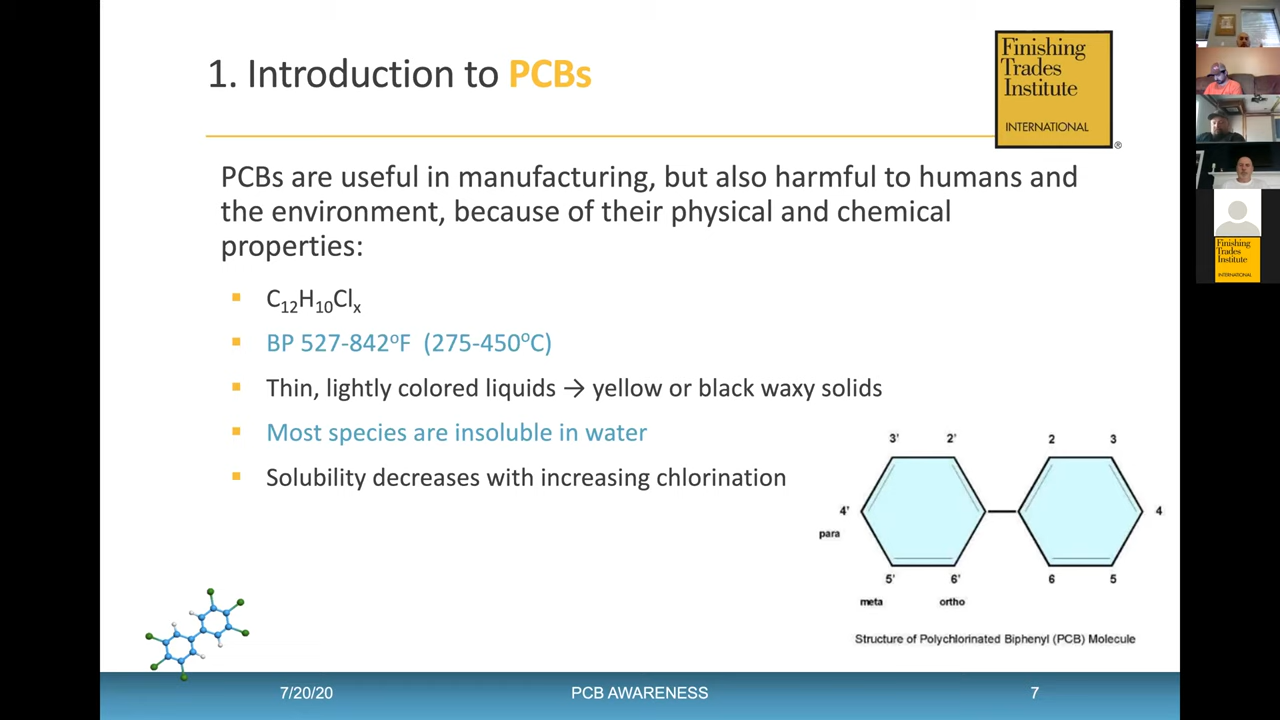 1. Introduction to PCBs
Finishing
Trades
Institute
INTERNATIONAL
®
PCBs are useful in manufacturing, but also harmful to humans and
the environment, because of their physical and chemical
properties:
▪ C₁₂H₁₀Clₓ
▪ BP 527-842ºF (275-450ºC)
▪ Thin, lightly colored liquids → yellow or black waxy solids
▪ Most species are insoluble in water
▪ Solubility decreases with increasing chlorination
3' 2' 2 3
4' 4
para
5' 6' 6 5
meta ortho
Structure of Polychlorinated Biphenyl (PCB) Molecule
7/20/20 PCB AWARENESS 7
Finishing
Trades
Institute
INTERNATIONAL